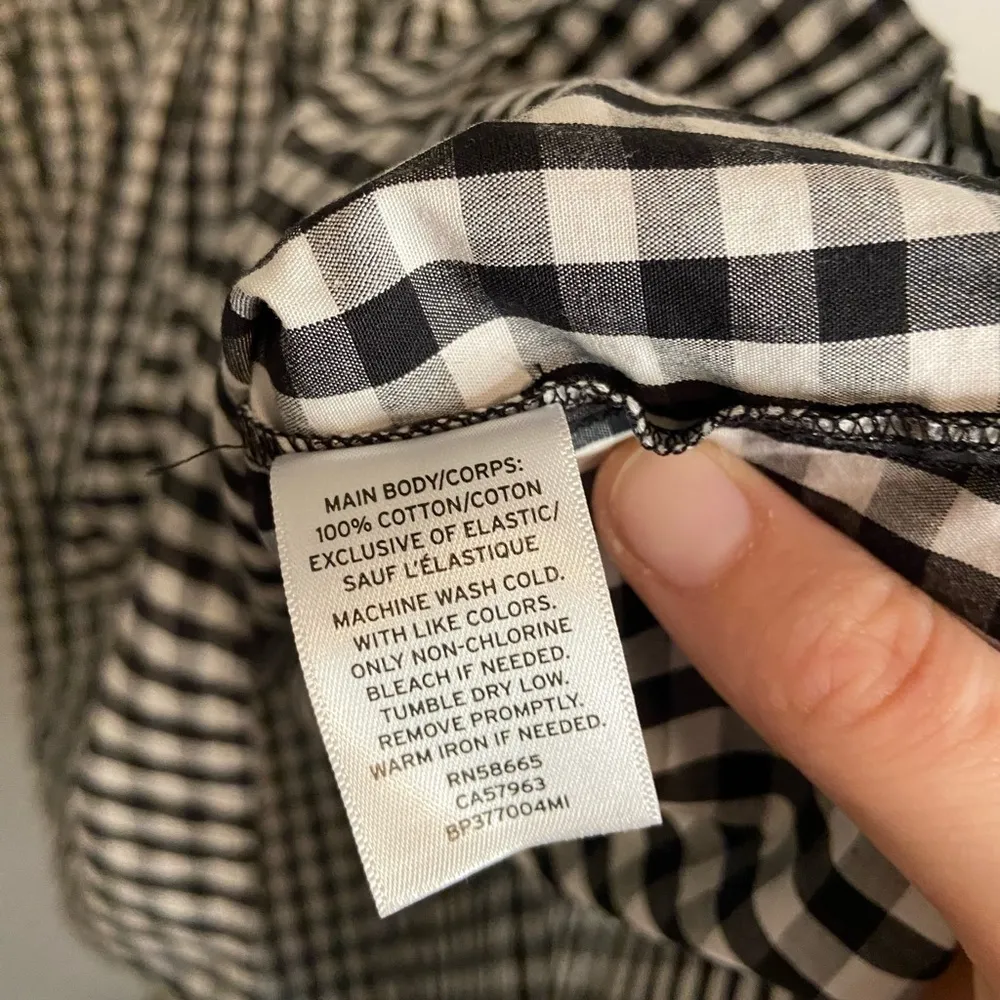 MAIN BODY/CORPS:
100% COTTON/COTON
EXCLUSIVE OF ELASTIC/
SAUF L'ÉLASTIQUE
MACHINE WASH COLD.
WITH LIKE COLORS.
ONLY NON-CHLORINE
BLEACH IF NEEDED.
TUMBLE DRY LOW.
REMOVE PROMPTLY.
WARM IRON IF NEEDED.
RN58665
CA57963
BP377004MI